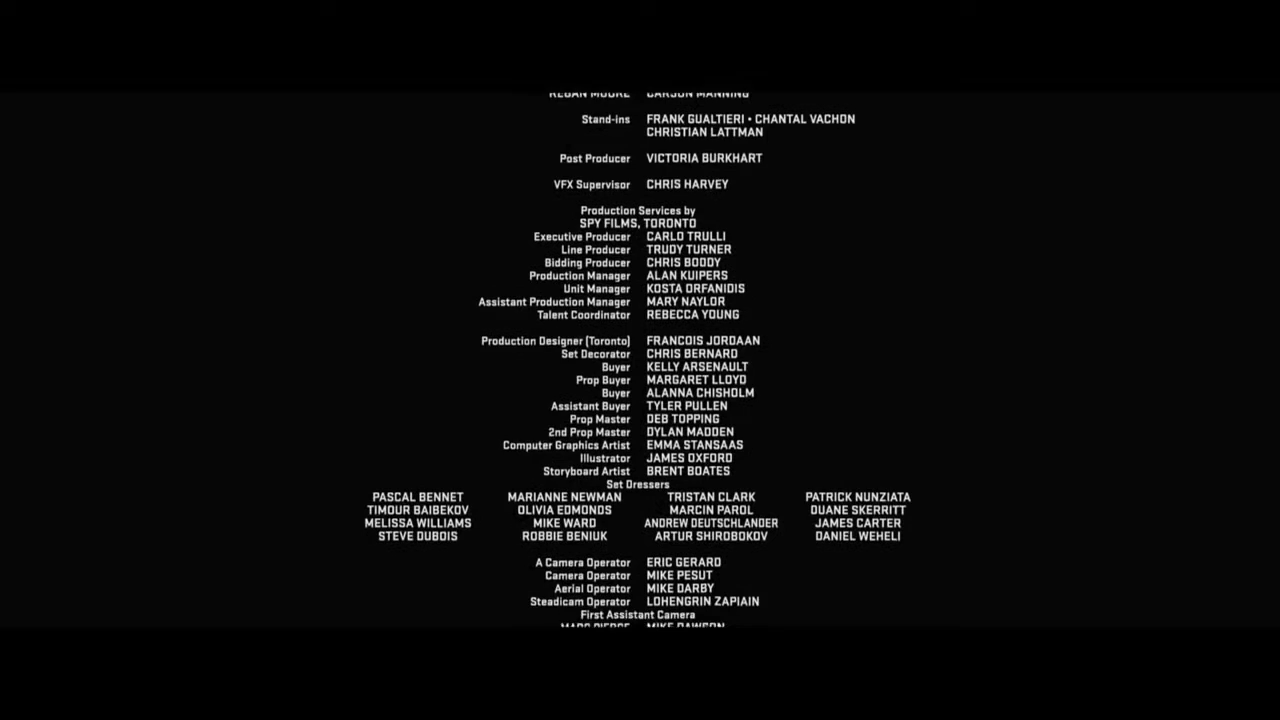 REGAN MOORE CARSON MANNING
Stand-ins FRANK GUALTIERI • CHANTAL VACHON
CHRISTIAN LATTMAN
Post Producer VICTORIA BURKHART
VFX Supervisor CHRIS HARVEY
Production Services by
SPY FILMS, TORONTO
Executive Producer CARLO TRULLI
Line Producer TRUDY TURNER
Bidding Producer CHRIS BODDY
Production Manager ALAN KUIPERS
Unit Manager KOSTA ORFANIDIS
Assistant Production Manager MARY NAYLOR
Talent Coordinator REBECCA YOUNG
Production Designer (Toronto) FRANCOIS JORDAAN
Set Decorator CHRIS BERNARD
Buyer KELLY ARSENAULT
Prop Buyer MARGARET LLOYD
Buyer ALANNA CHISHOLM
Assistant Buyer TYLER PULLEN
Prop Master DEB TOPPING
2nd Prop Master DYLAN MADDEN
Computer Graphics Artist EMMA STANSAAS
Illustrator JAMES OXFORD
Storyboard Artist BRENT BOATES
Set Dressers
PASCAL BENNET MARIANNE NEWMAN TRISTAN CLARK PATRICK NUNZIATA
TIMOUR BAIBEKOV OLIVIA EDMONDS MARCIN PAROL DUANE SKERRITT
MELISSA WILLIAMS MIKE WARD ANDREW DEUTSCHLANDER JAMES CARTER
STEVE DUBOIS ROBBIE BENIUK ARTUR SHIROBOKOV DANIEL WEHELI
A Camera Operator ERIC GERARD
Camera Operator MIKE PESUT
Aerial Operator MIKE DARBY
Steadicam Operator LOHENGRIN ZAPIAIN
First Assistant Camera
MIKE DAWSON